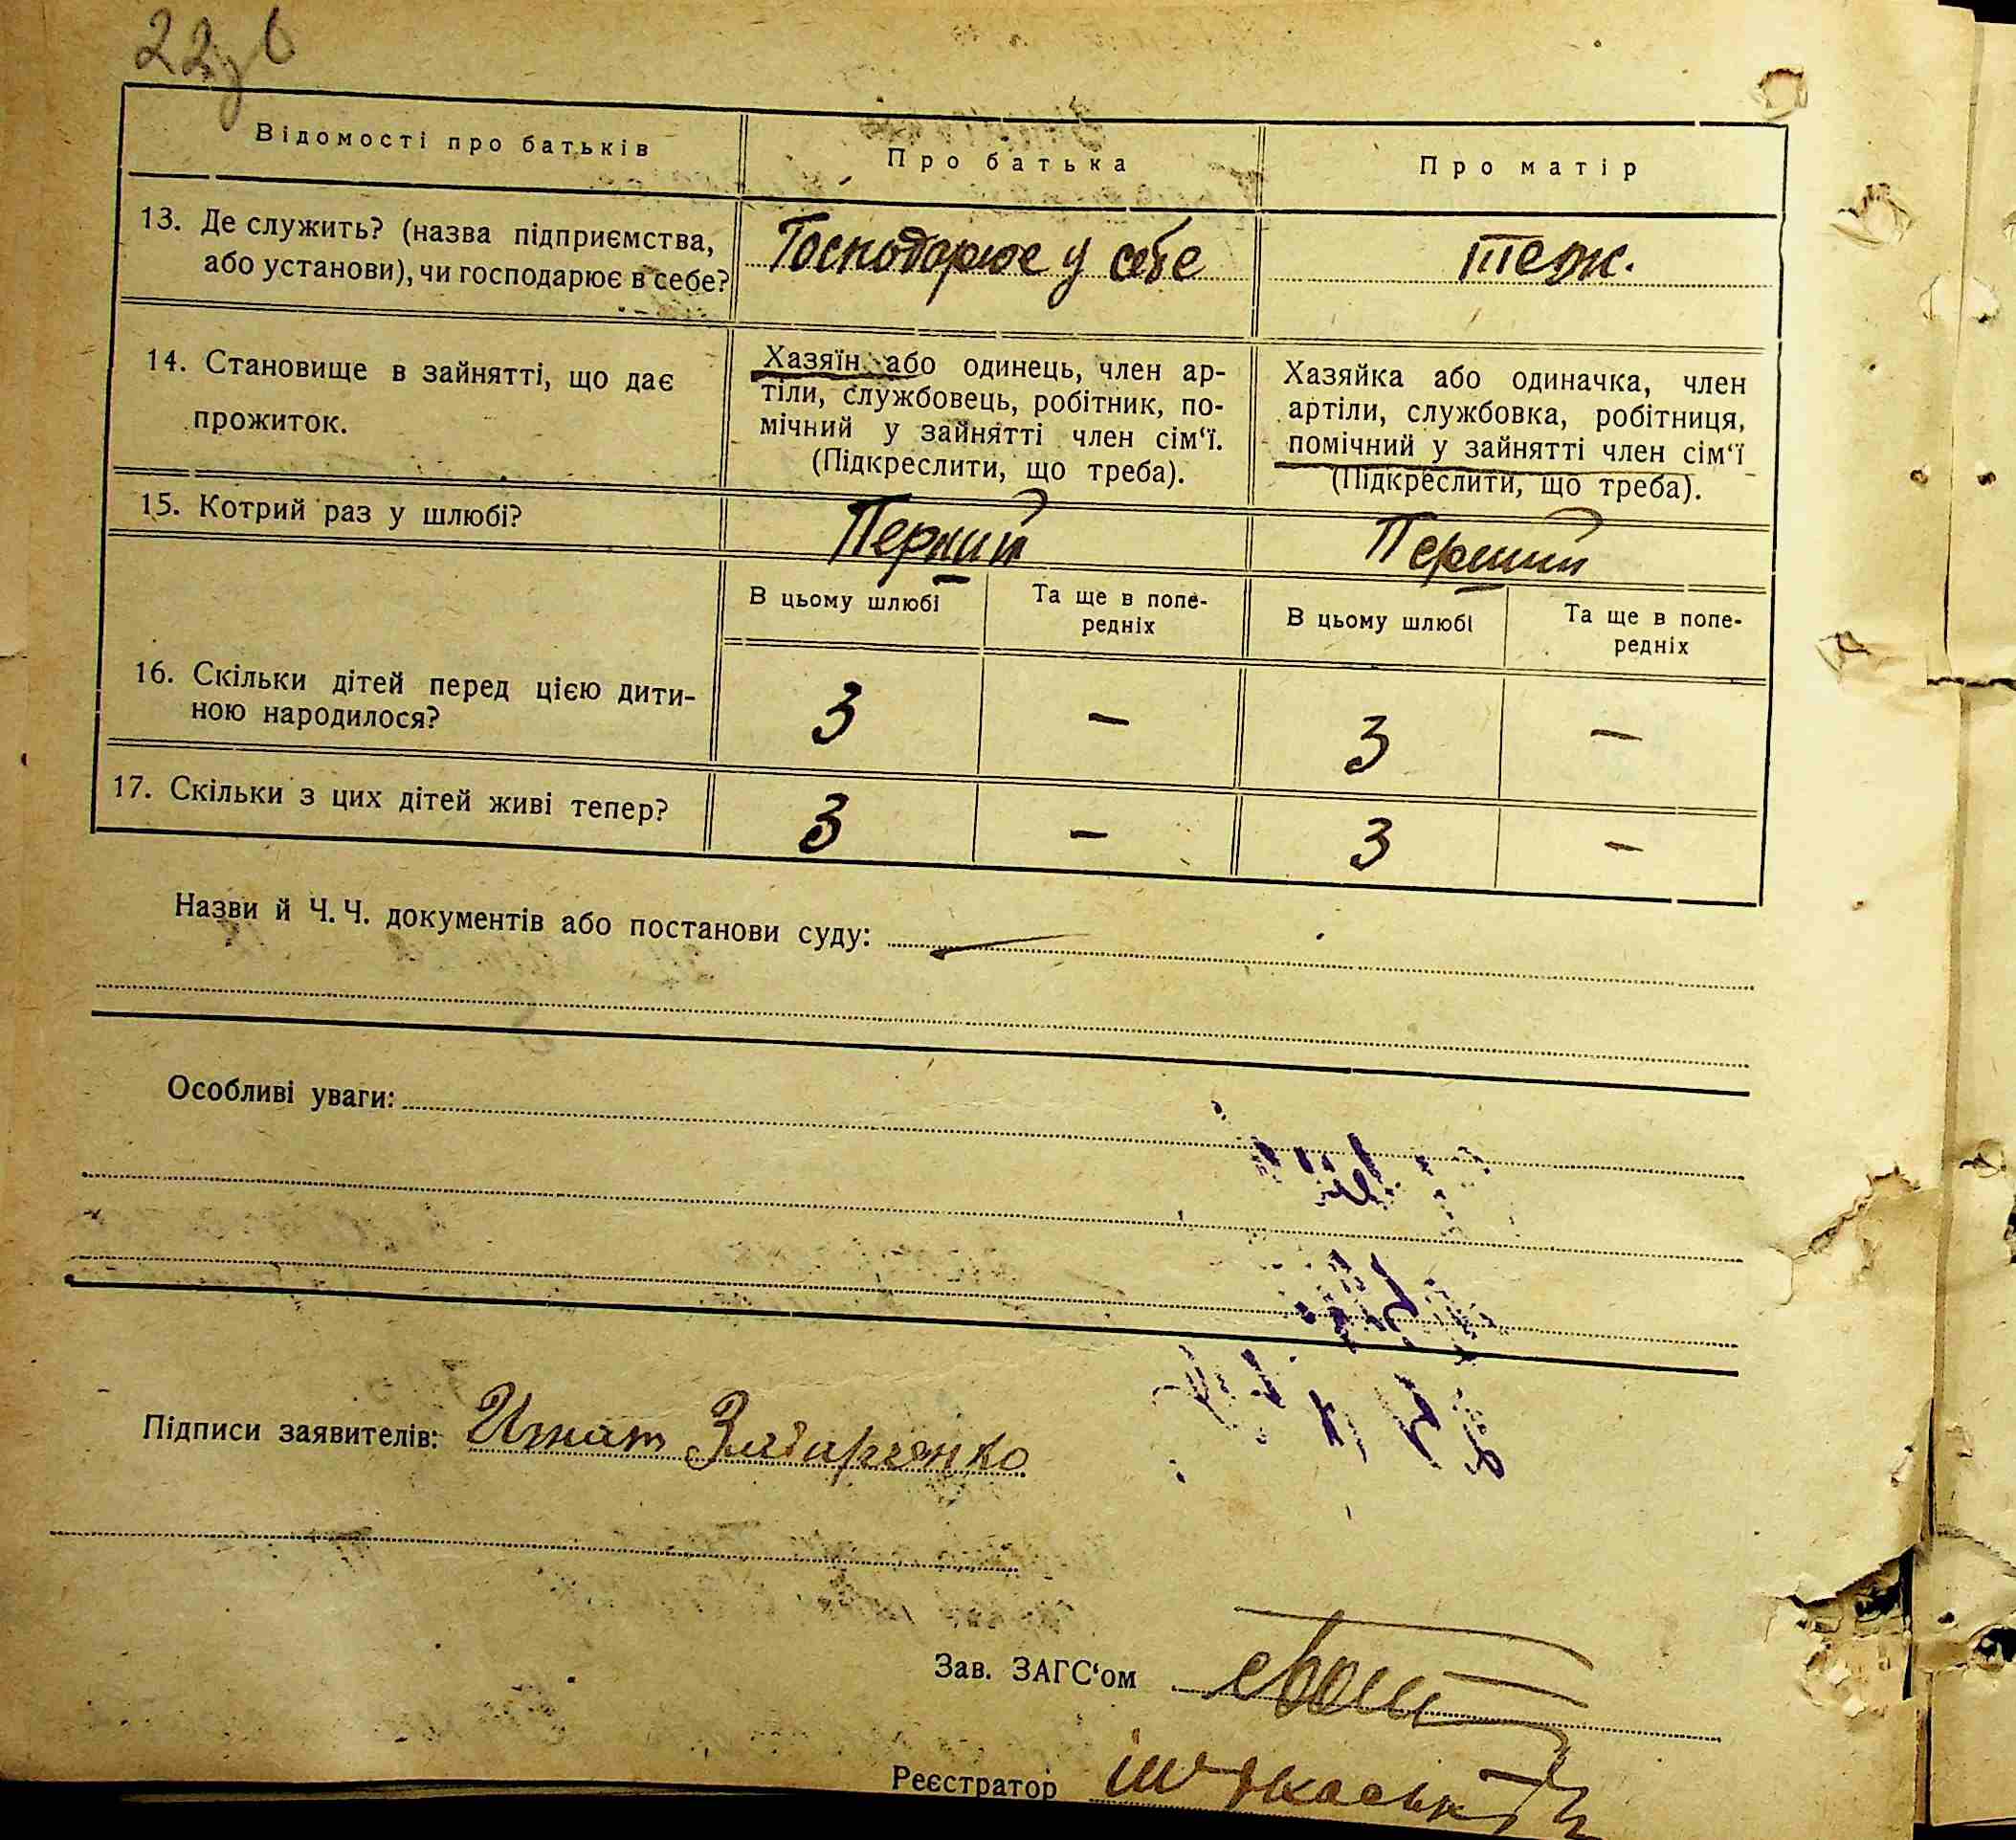 Відомості про батьків
Про батька
Про матір
13. Де служить? (назва підприємства,
або установи), чи господарює в себе?
Господарює у себе
теж.
14. Становище в зайнятті, що дає
прожиток.
Хазяїн або одинець, член ар-
тіли, службовець, робітник, по-
мічний у зайнятті член сім‘ї.
(Підкреслити, що треба).
Хазяйка або одиначка, член
артіли, службовка, робітниця,
помічний у зайнятті член сім‘ї
(Підкреслити, що треба).
15. Котрий раз у шлюбі?
Перший
Перший
В цьому шлюбі
Та ще в попе-
редніх
В цьому шлюбі
Та ще в попе-
редніх
16. Скільки дітей перед цією дити-
ною народилося?
3
–
3
–
17. Скільки з цих дітей живі тепер?
3
–
3
–
Назви й Ч. Ч. документів або постанови суду: —
Особливі уваги:
Підписи заявителів: Игнат
Зав. ЗАГС‘ом
Реєстратор